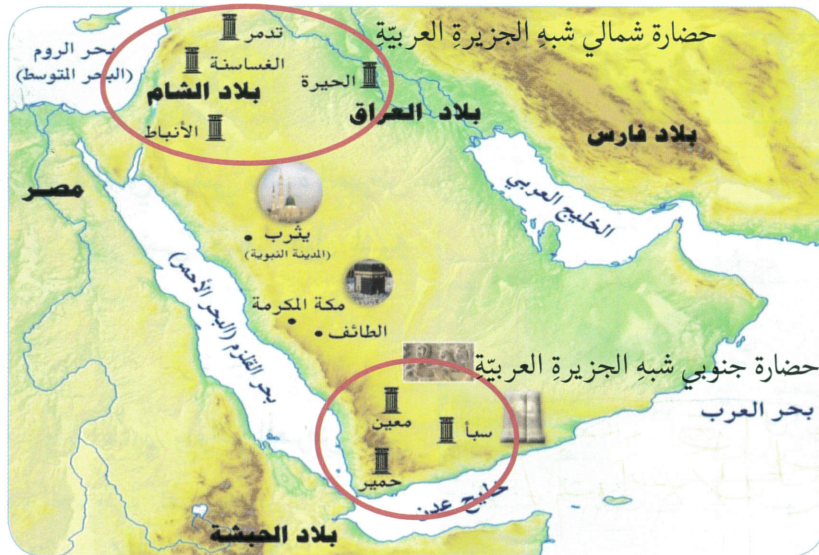 حضارة شمالي شبهِ الجزيرةِ العربيّةِ
تدمر
بحر الروم
(البحر المتوسط)
الغساسنة
الحيرة
بلاد الشام
بلاد العراق
الأنباط
بلاد فارس
مصر
الخليج العربي
يثرب
(المدينة النبوية)
مكة المكرمة
الطائف
بحر القلزم (البحر الأحمر)
حضارة جنوبي شبهِ الجزيرةِ العربيّةِ
معين
سبأ
بحر العرب
حمير
خليج عدن
بلاد الحبشة